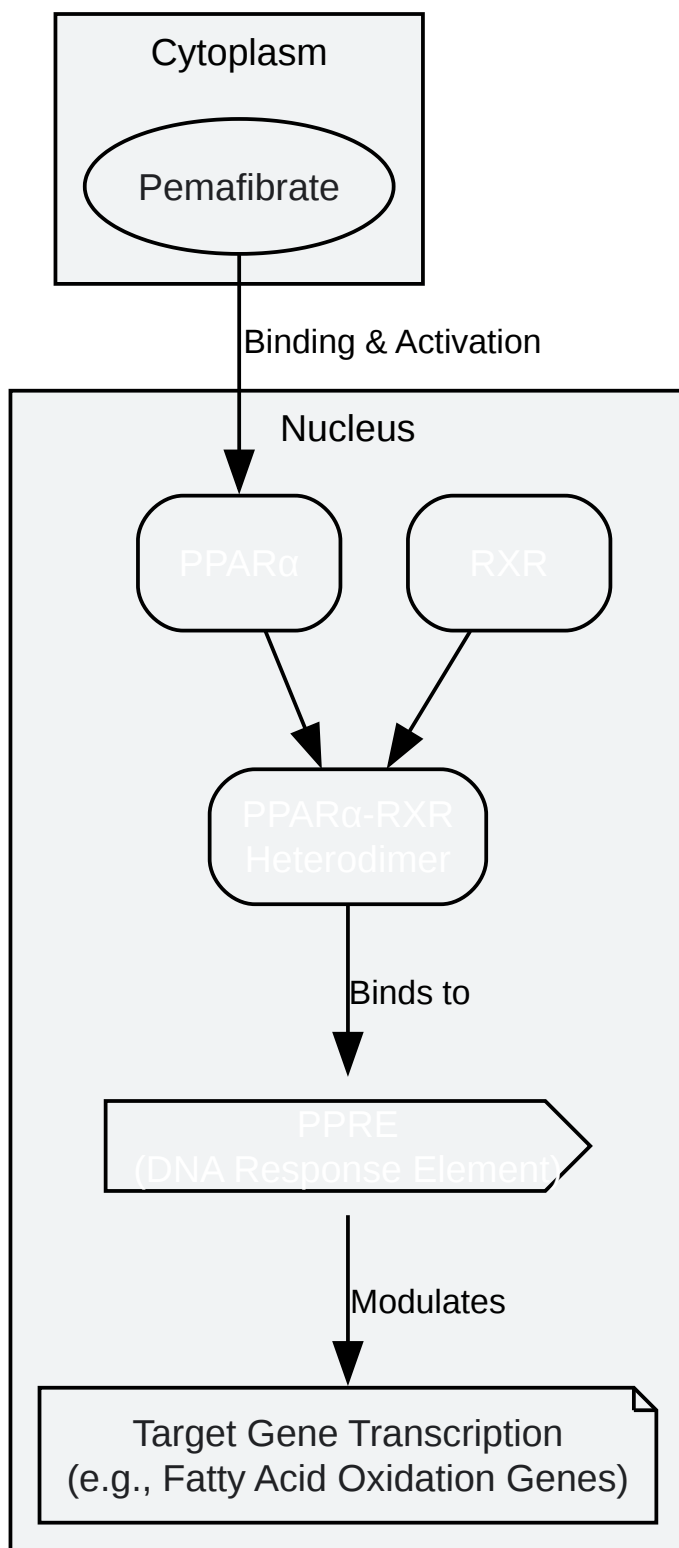 Cytoplasm
Pemafibrate
Binding & Activation
Nucleus
PPARα
RXR
PPARα-RXR
Heterodimer
Binds to
PPRE
(DNA Response Element)
Modulates
Target Gene Transcription
(e.g., Fatty Acid Oxidation Genes)